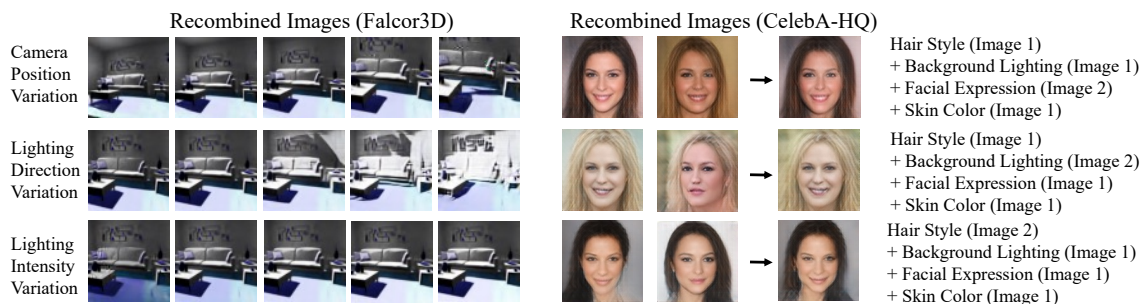 Recombined Images (Falcor3D)
Camera
Position
Variation
Lighting
Direction
Variation
Lighting
Intensity
Variation
Recombined Images (CelebA-HQ)
Hair Style (Image 1)
+ Background Lighting (Image 1)
+ Facial Expression (Image 2)
+ Skin Color (Image 1)
Hair Style (Image 1)
+ Background Lighting (Image 2)
+ Facial Expression (Image 1)
+ Skin Color (Image 1)
Hair Style (Image 2)
+ Background Lighting (Image 1)
+ Facial Expression (Image 1)
+ Skin Color (Image 1)